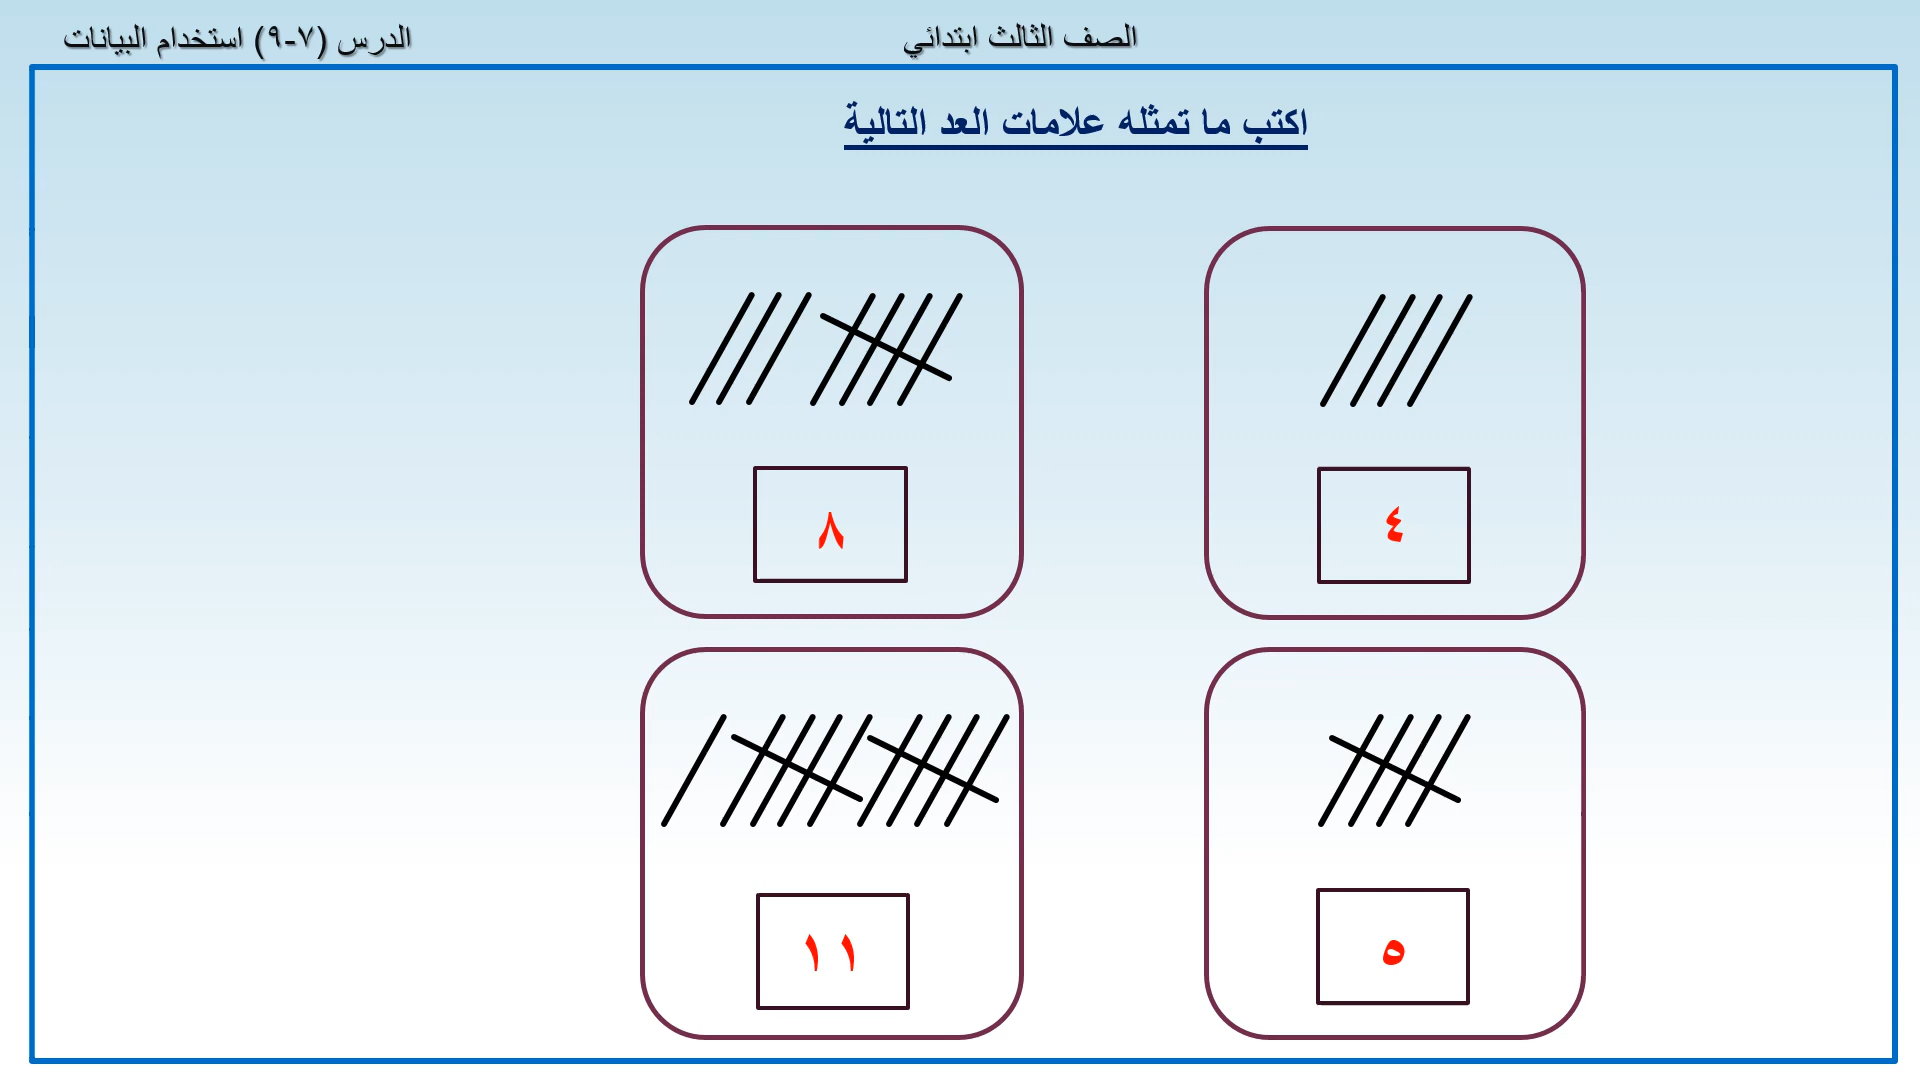 الصف الثالث ابتدائي
الدرس (٧-٩) استخدام البيانات
اكتب ما تمثله علامات العد التالية
٤
٨
٥
١١